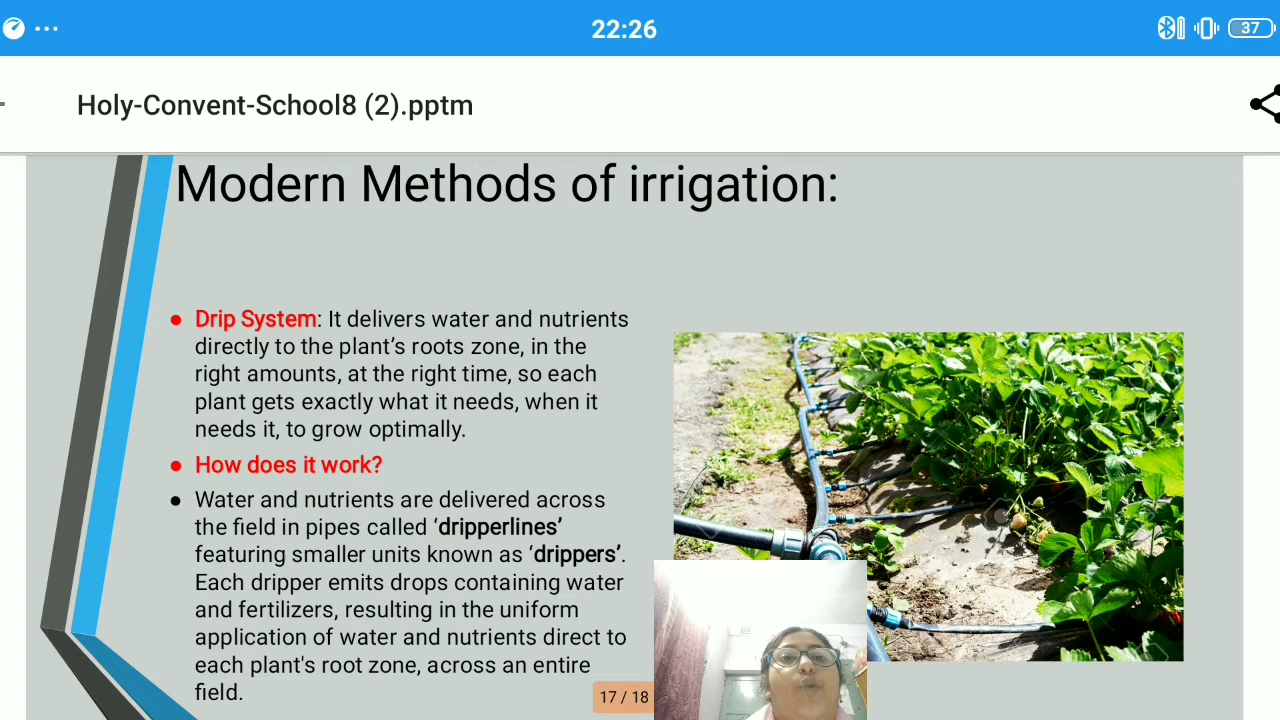 22:26
37
Holy-Convent-School8 (2).pptm
Modern Methods of irrigation:
● Drip System: It delivers water and nutrients
directly to the plant’s roots zone, in the
right amounts, at the right time, so each
plant gets exactly what it needs, when it
needs it, to grow optimally.
● How does it work?
● Water and nutrients are delivered across
the field in pipes called ‘dripperlines’
featuring smaller units known as ‘drippers’.
Each dripper emits drops containing water
and fertilizers, resulting in the uniform
application of water and nutrients direct to
each plant's root zone, across an entire
field.
17 / 18